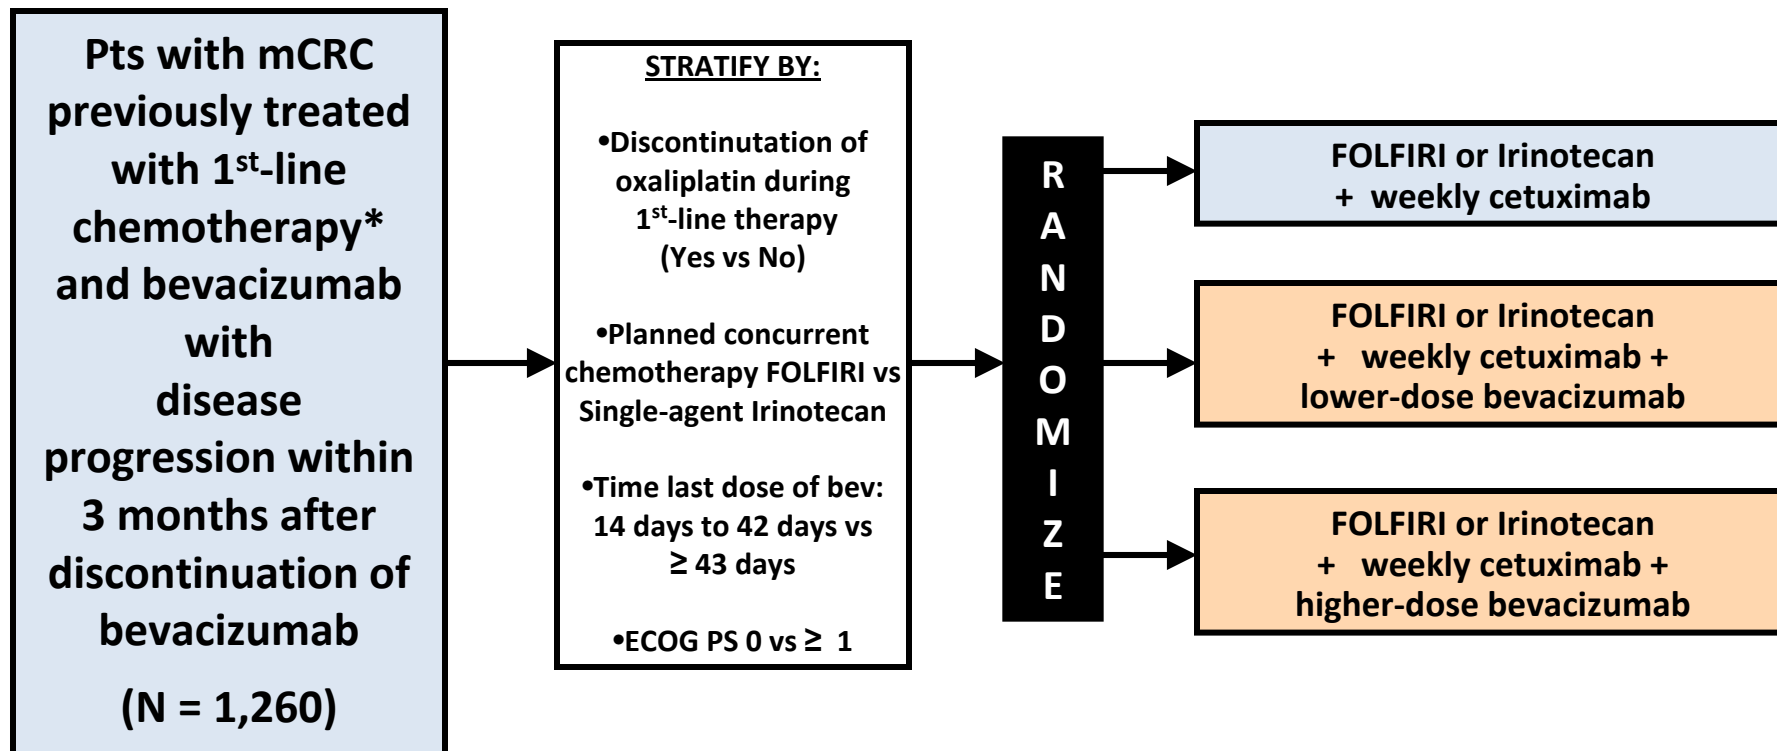 Pts with mCRC
previously treated
with 1st-line
chemotherapy*
and bevacizumab
with
disease
progression within
3 months after
discontinuation of
bevacizumab
(N = 1,260)
STRATIFY BY:
•Discontinutation of
oxaliplatin during
1st-line therapy
(Yes vs No)
•Planned concurrent
chemotherapy FOLFIRI vs
Single-agent Irinotecan
•Time last dose of bev:
14 days to 42 days vs
≥ 43 days
•ECOG PS 0 vs ≥ 1
R
A
N
D
O
M
I
Z
E
FOLFIRI or Irinotecan
+ weekly cetuximab
FOLFIRI or Irinotecan
+ weekly cetuximab +
lower-dose bevacizumab
FOLFIRI or Irinotecan
+ weekly cetuximab +
higher-dose bevacizumab